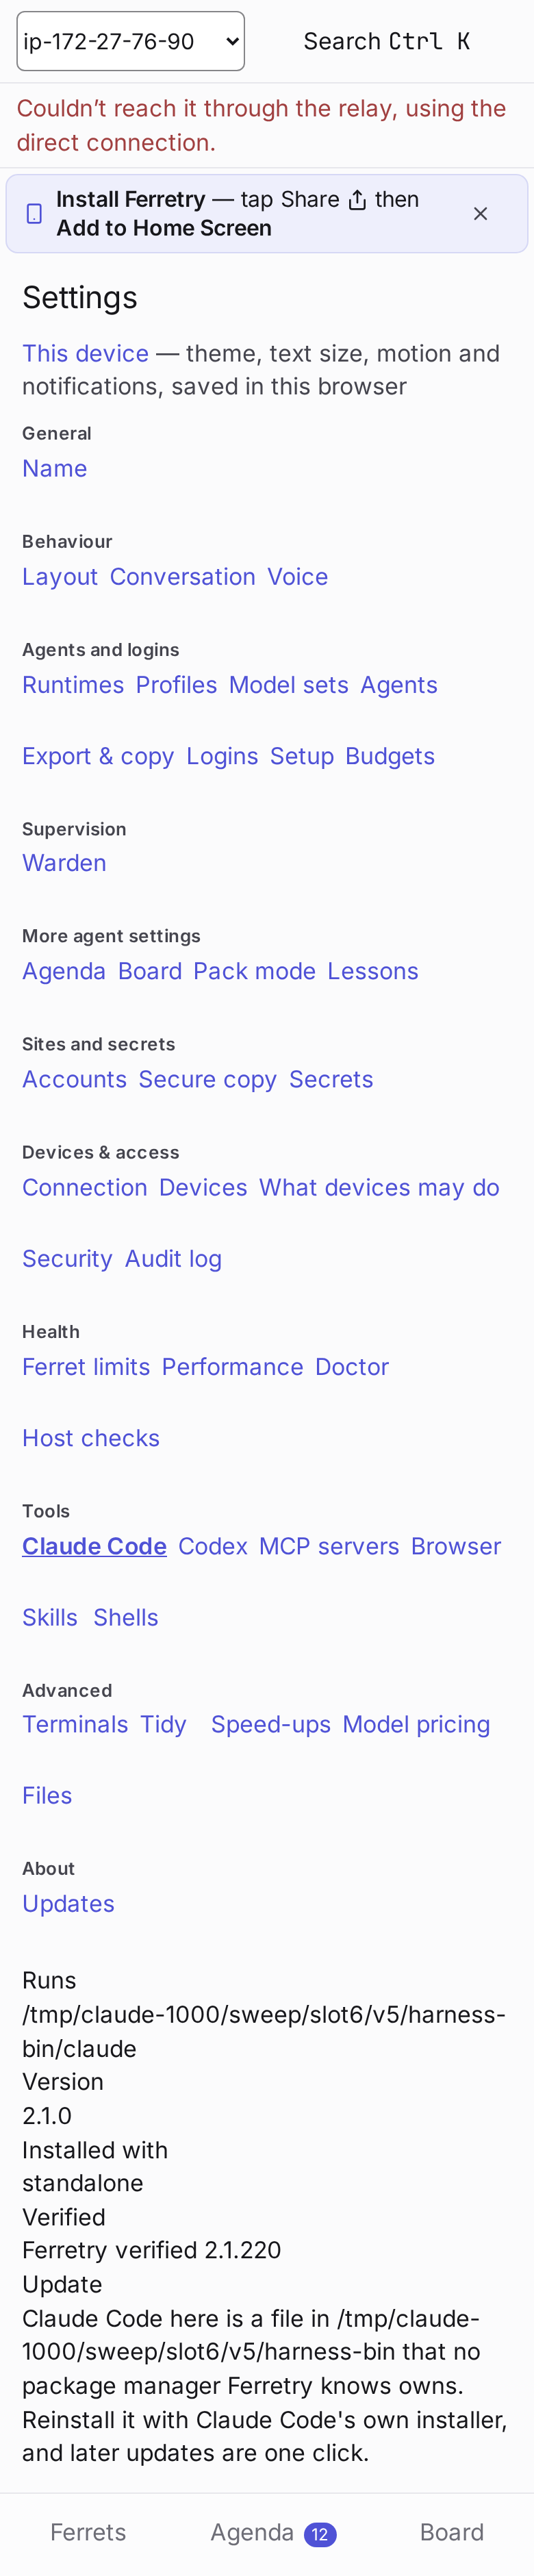 ip-172-27-76-90
Search Ctrl K
Couldn’t reach it through the relay, using the
direct connection.
Install Ferretry — tap Share then
Add to Home Screen
Settings
This device — theme, text size, motion and
notifications, saved in this browser
General
Name
Behaviour
Layout Conversation Voice
Agents and logins
Runtimes Profiles Model sets Agents
Export & copy Logins Setup Budgets
Supervision
Warden
More agent settings
Agenda Board Pack mode Lessons
Sites and secrets
Accounts Secure copy Secrets
Devices & access
Connection Devices What devices may do
Security Audit log
Health
Ferret limits Performance Doctor
Host checks
Tools
Claude Code Codex MCP servers Browser
Skills Shells
Advanced
Terminals Tidy Speed-ups Model pricing
Files
About
Updates
Runs
/tmp/claude-1000/sweep/slot6/v5/harness-
bin/claude
Version
2.1.0
Installed with
standalone
Verified
Ferretry verified 2.1.220
Update
Claude Code here is a file in /tmp/claude-
1000/sweep/slot6/v5/harness-bin that no
package manager Ferretry knows owns.
Reinstall it with Claude Code's own installer,
and later updates are one click.
Ferrets Agenda 12 Board